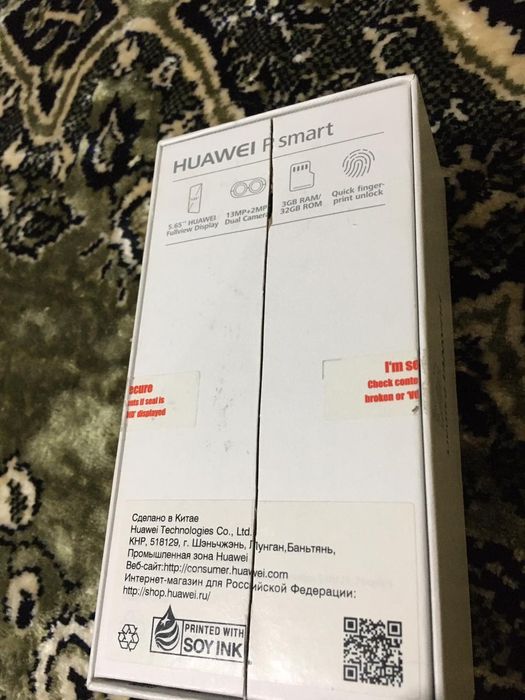 HUAWEI P smart
5.65" HUAWEI
Fullview Display
13MP+2MP
Dual Camera
3GB RAM/
32GB ROM
Quick finger-
print unlock
I'm se
Check conte
broken or
ecure
nts if seal is
displayed
Сделано в Китае
Huawei Technologies Co., Ltd.
КНР, 518129, г. Шэньчжэнь, Лунган,Баньтянь,
Промышленная зона Huawei
Веб-сайт:http://consumer.huawei.com
Интернет-магазин для Российской Федерации:
http://shop.huawei.ru/
PRINTED WITH
SOY INK